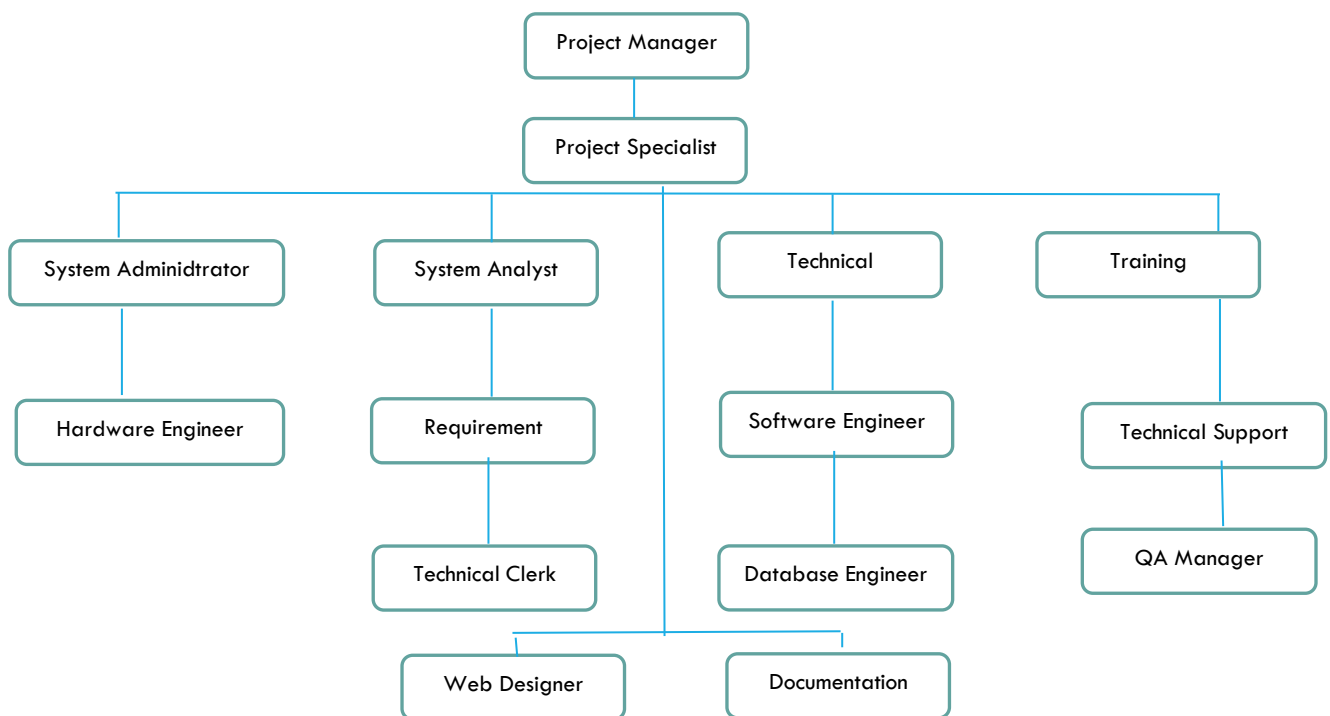 Project Manager
Project Specialist
System Adminidtrator
System Analyst
Technical
Training
Hardware Engineer
Requirement
Software Engineer
Technical Support
Technical Clerk
Database Engineer
QA Manager
Web Designer
Documentation